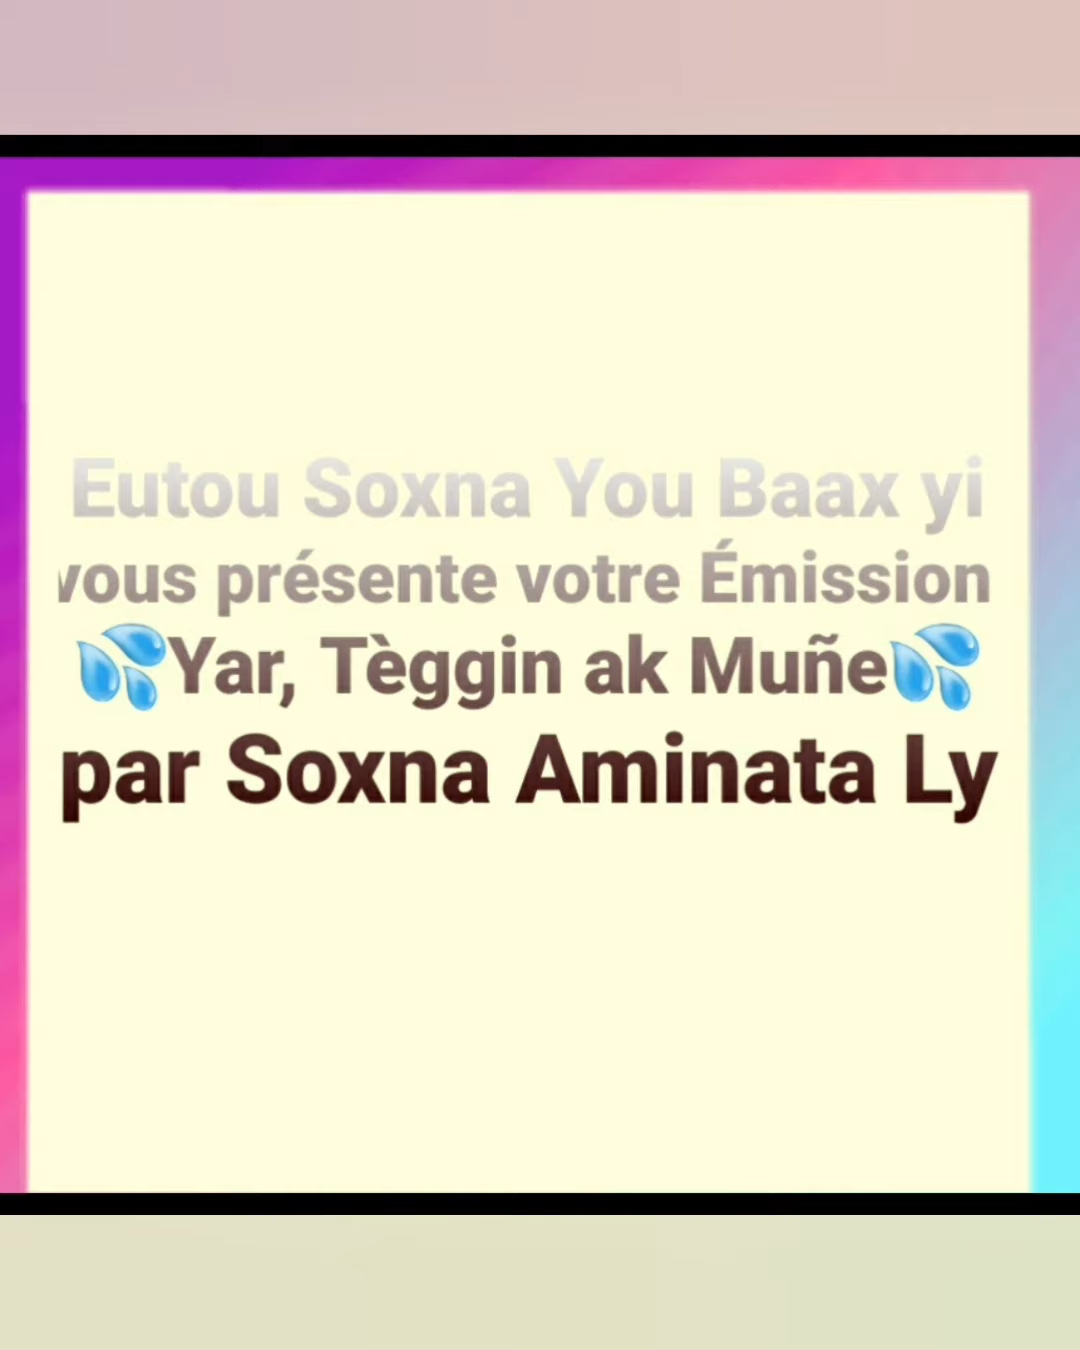 Eutou Soxna You Baax yi
vous présente votre Émission
💦Yar, Tèggin ak Muñe💦
par Soxna Aminata Ly